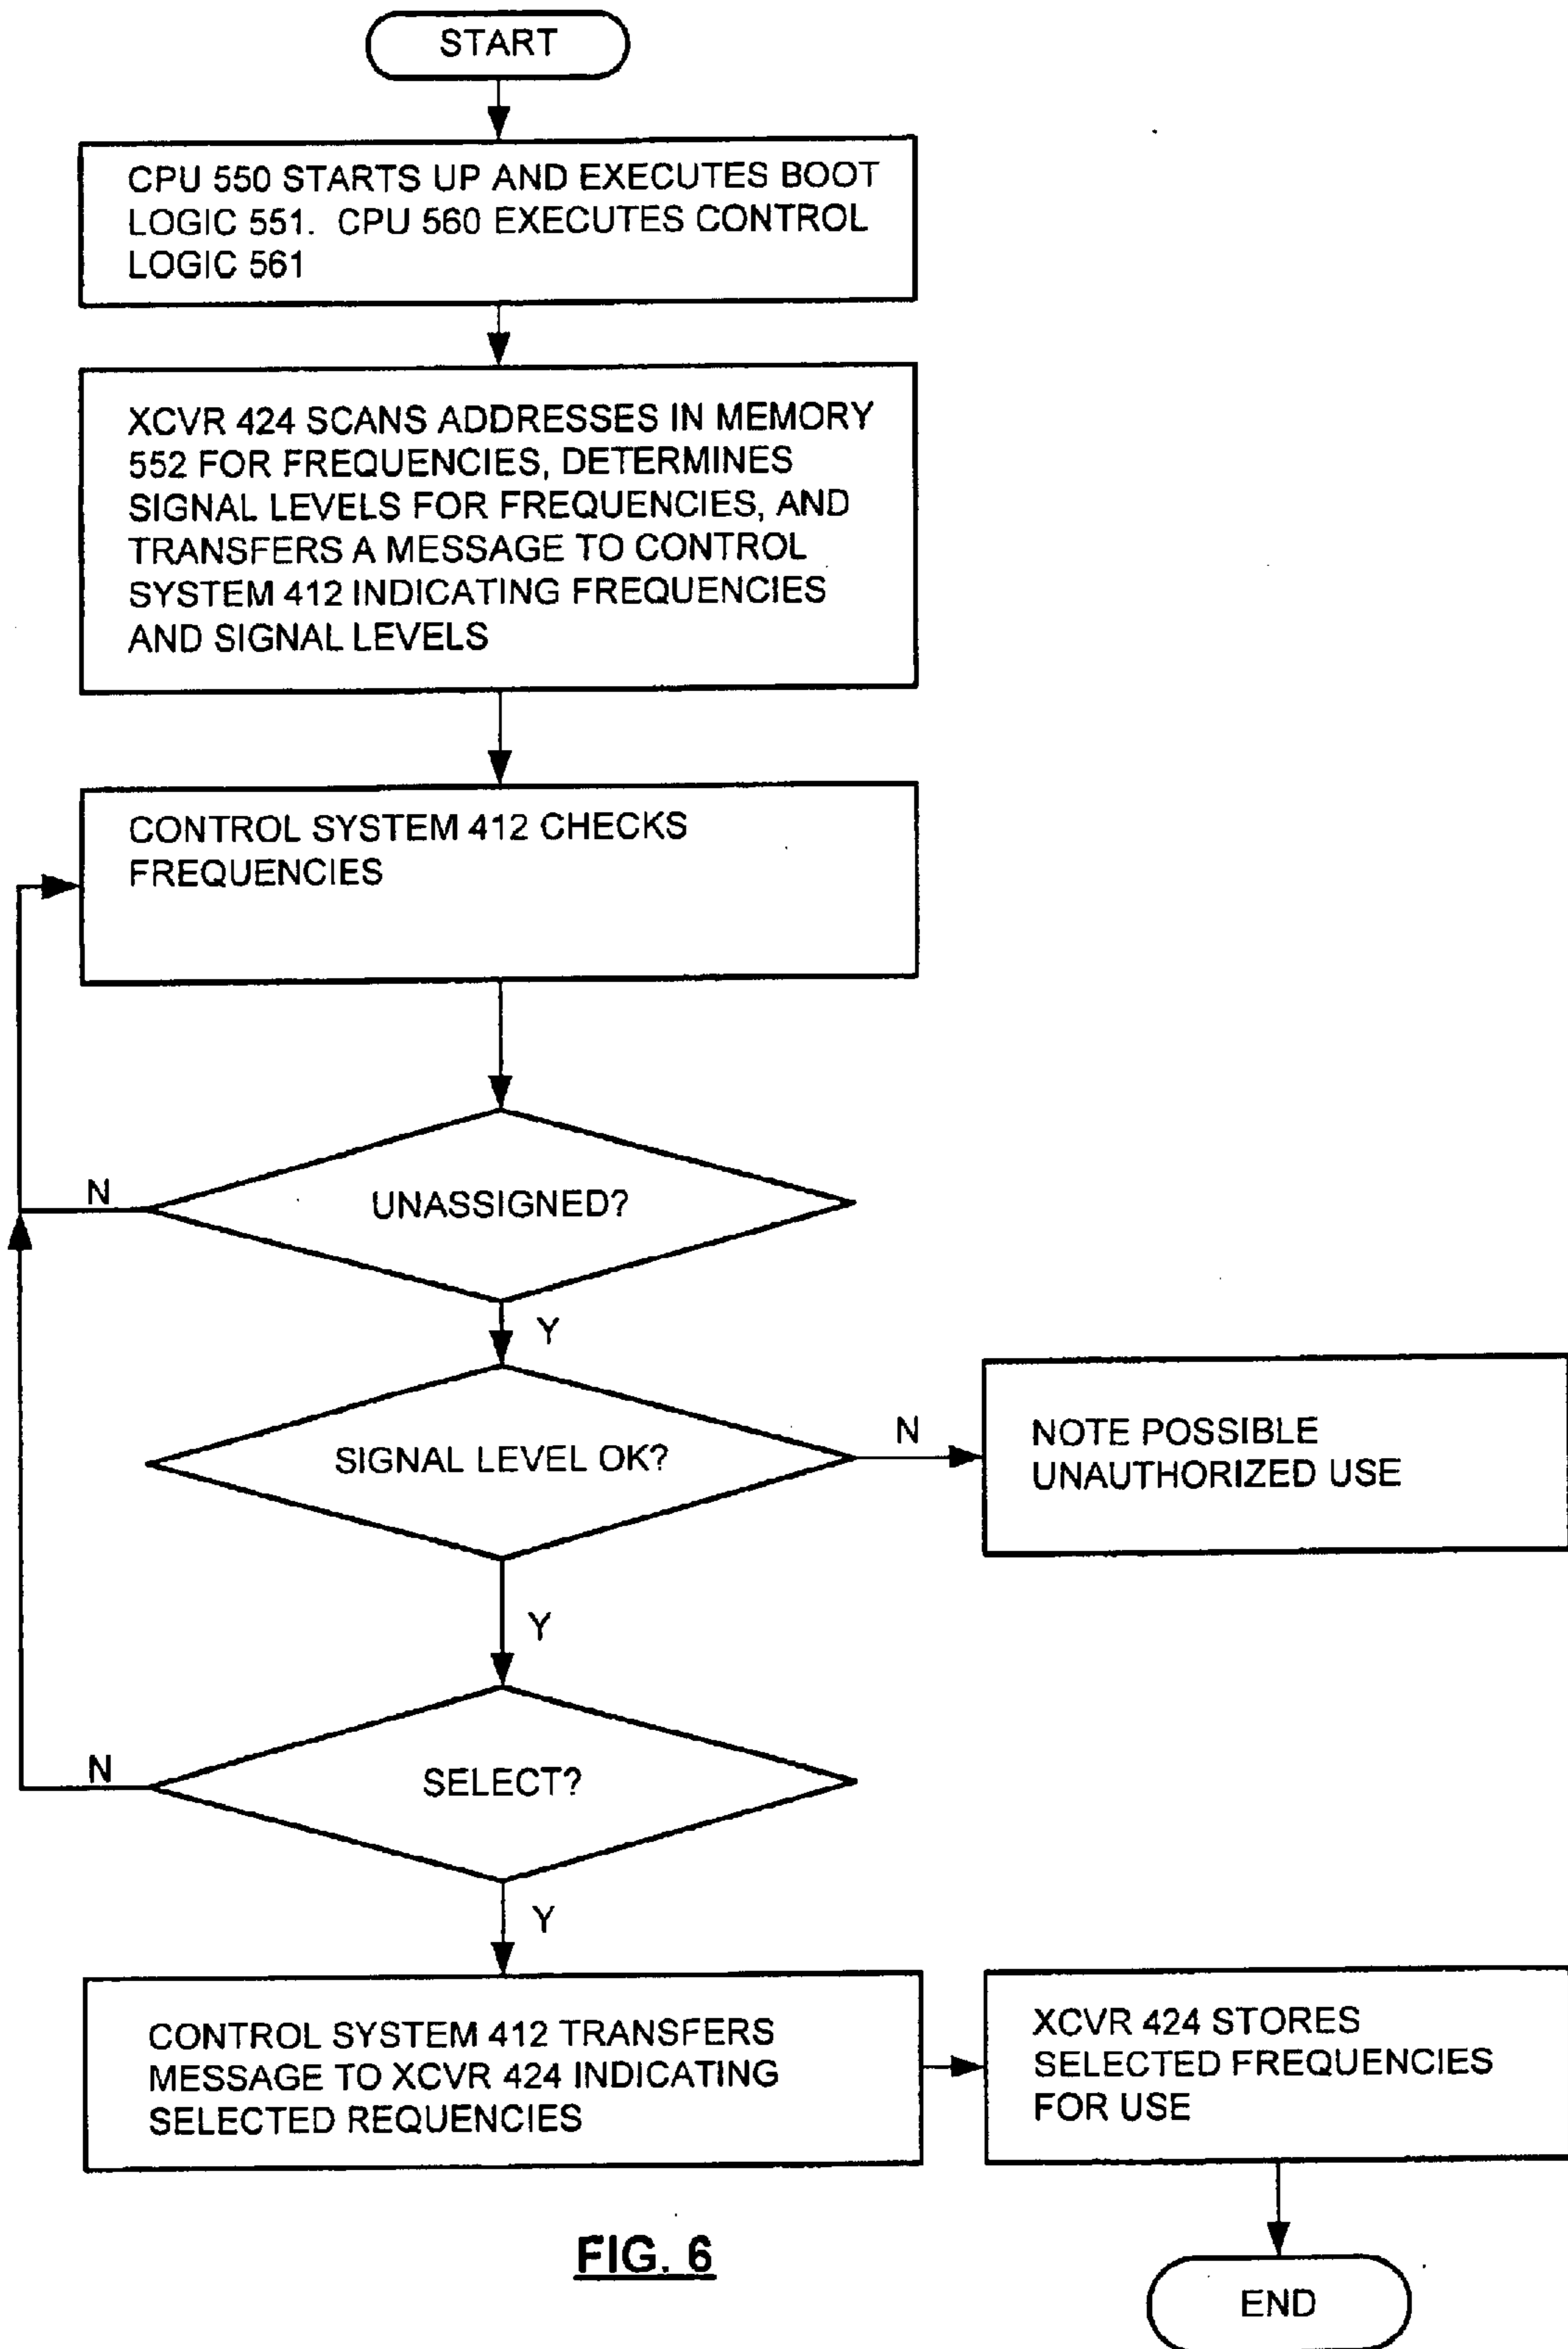 START
CPU 550 STARTS UP AND EXECUTES BOOT
LOGIC 551. CPU 560 EXECUTES CONTROL
LOGIC 561
XCVR 424 SCANS ADDRESSES IN MEMORY
552 FOR FREQUENCIES, DETERMINES
SIGNAL LEVELS FOR FREQUENCIES, AND
TRANSFERS A MESSAGE TO CONTROL
SYSTEM 412 INDICATING FREQUENCIES
AND SIGNAL LEVELS
CONTROL SYSTEM 412 CHECKS
FREQUENCIES
N
UNASSIGNED?
Y
SIGNAL LEVEL OK?
N
NOTE POSSIBLE
UNAUTHORIZED USE
Y
N
SELECT?
Y
CONTROL SYSTEM 412 TRANSFERS
MESSAGE TO XCVR 424 INDICATING
SELECTED REQUENCIES
XCVR 424 STORES
SELECTED FREQUENCIES
FOR USE
FIG. 6
END